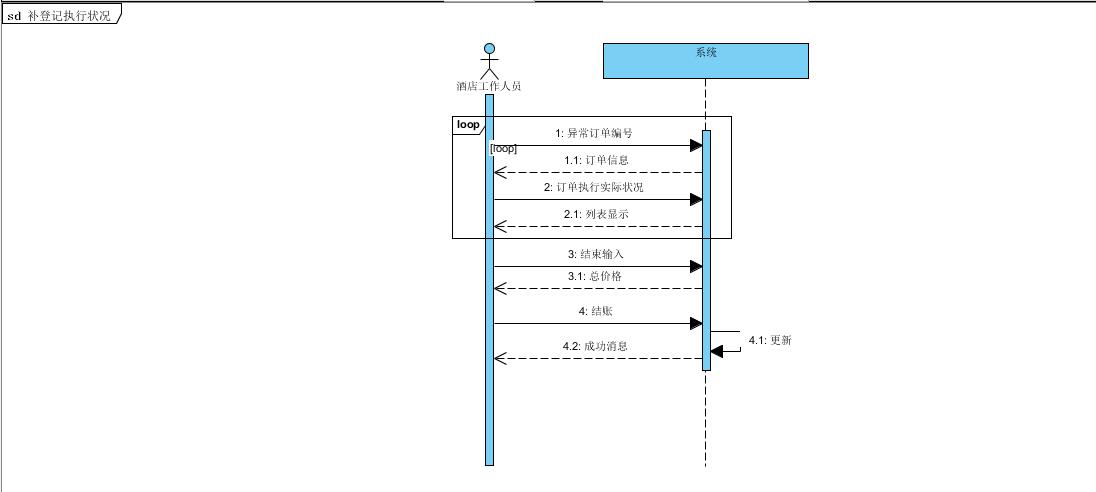 sd 补登记执行状况
酒店工作人员
系统
loop
1: 异常订单编号
[loop]
1.1: 订单信息
2: 订单执行实际状况
2.1: 列表显示
3: 结束输入
3.1: 总价格
4: 结账
4.1: 更新
4.2: 成功消息